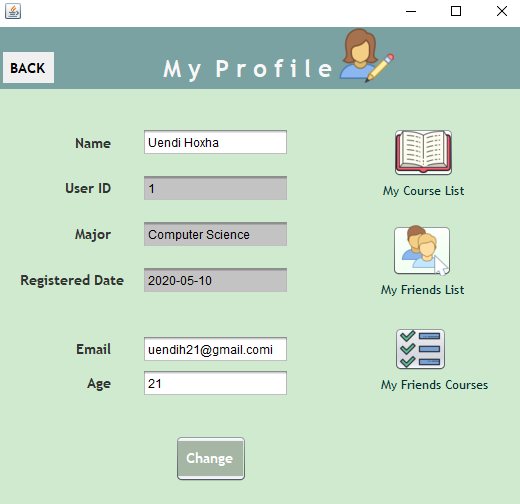 BACK
My Profile
Name
Uendi Hoxha
User ID
1
Major
Computer Science
Registered Date
2020-05-10
Email
uendih21@gmail.comi
Age
21
Change
My Course List
My Friends List
My Friends Courses